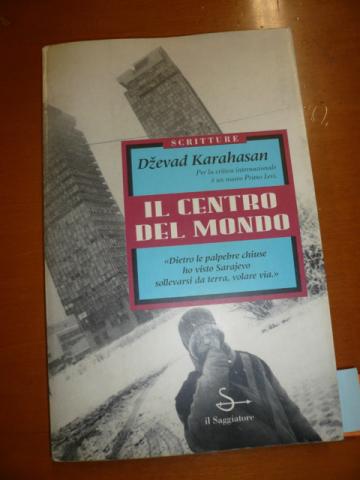 SCRITTURE
Dževad Karahasan
Per la critica internazionale
è un nuovo Primo Levi.
IL CENTRO
DEL MONDO
«Dietro le palpebre chiuse
ho visto Sarajevo
sollevarsi da terra, volare via.»
il Saggiatore